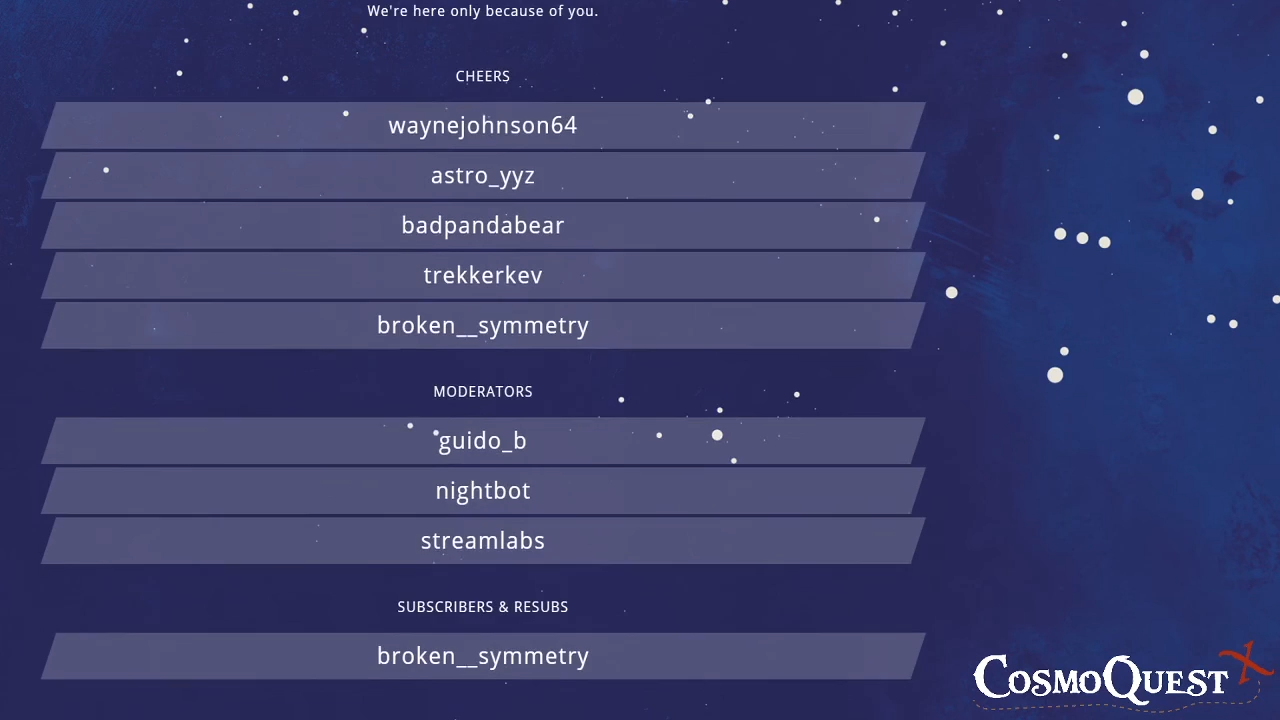 We're here only because of you.
CHEERS
waynejohnson64
astro_yyz
badpandabear
trekkerkev
broken__symmetry
MODERATORS
guido_b
nightbot
streamlabs
SUBSCRIBERS & RESUBS
broken__symmetry
COSMOQUEST X